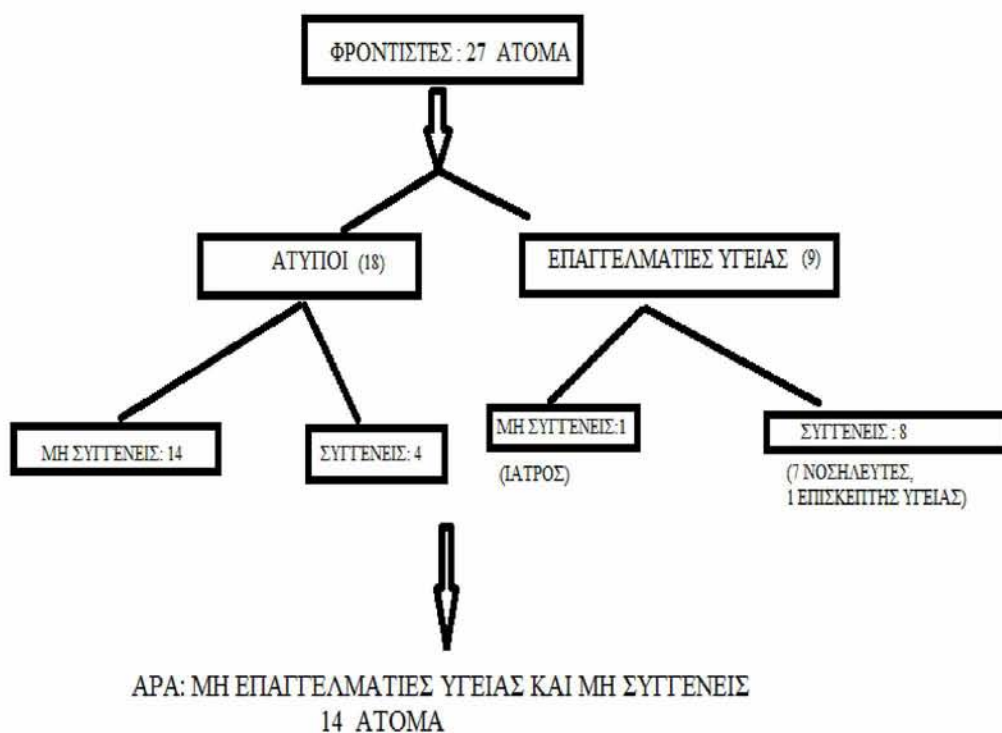 ΦΡΟΝΤΙΣΤΕΣ : 27 ΑΤΟΜΑ
ΑΤΥΠΟΙ (18)
ΕΠΑΓΓΕΛΜΑΤΙΕΣ ΥΓΕΙΑΣ (9)
ΜΗ ΣΥΓΓΕΝΕΙΣ: 14
ΣΥΓΓΕΝΕΙΣ: 4
ΜΗ ΣΥΓΓΕΝΕΙΣ:1
(ΙΑΤΡΟΣ)
ΣΥΓΓΕΝΕΙΣ : 8
(7 ΝΟΣΗΛΕΥΤΕΣ,
1 ΕΠΙΣΚΕΠΤΗΣ ΥΓΕΙΑΣ)
ΑΡΑ: ΜΗ ΕΠΑΓΓΕΛΜΑΤΙΕΣ ΥΓΕΙΑΣ ΚΑΙ ΜΗ ΣΥΓΓΕΝΕΙΣ
14 ΑΤΟΜΑ